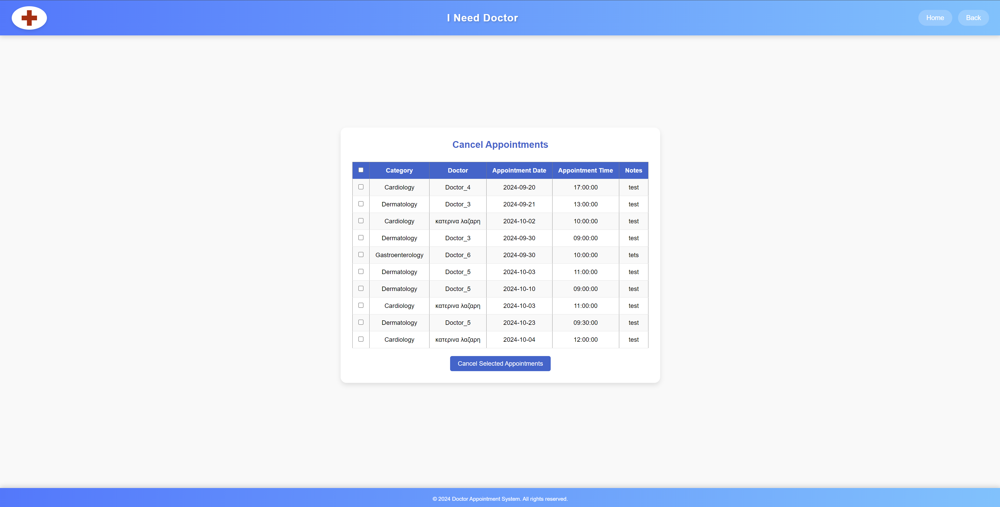 I Need Doctor
Home Back
Cancel Appointments
Category Doctor Appointment Date Appointment Time Notes
Cardiology Doctor_4 2024-09-20 17:00:00 test
Dermatology Doctor_3 2024-09-21 13:00:00 test
Cardiology κατερινα λαζαρη 2024-10-02 10:00:00 test
Dermatology Doctor_3 2024-09-30 09:00:00 test
Gastroenterology Doctor_6 2024-09-30 10:00:00 tets
Dermatology Doctor_5 2024-10-03 11:00:00 test
Dermatology Doctor_5 2024-10-10 09:00:00 test
Cardiology κατερινα λαζαρη 2024-10-03 11:00:00 test
Dermatology Doctor_5 2024-10-23 09:30:00 test
Cardiology κατερινα λαζαρη 2024-10-04 12:00:00 test
Cancel Selected Appointments
© 2024 Doctor Appointment System. All rights reserved.